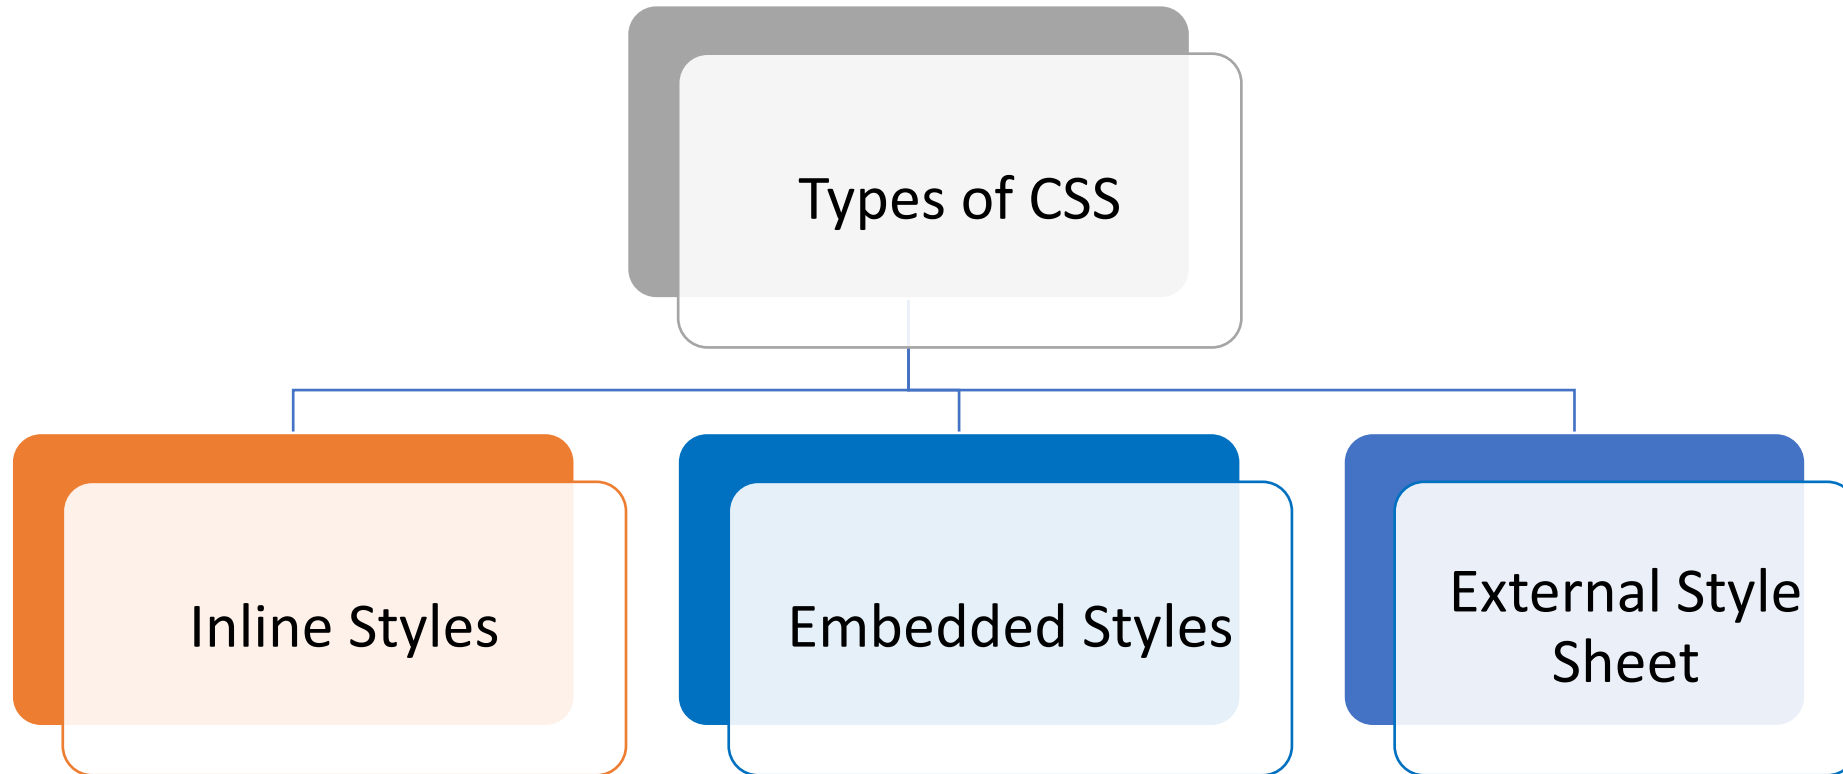 Types of CSS
Inline Styles
Embedded Styles
External Style
Sheet